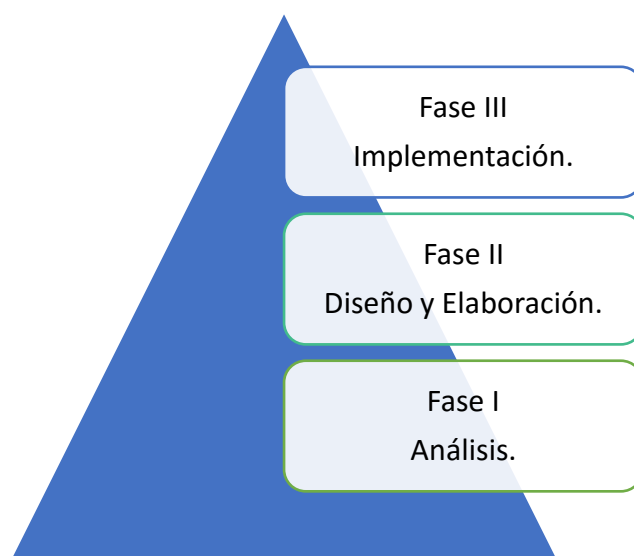 Fase III
Implementación.
Fase II
Diseño y Elaboración.
Fase I
Análisis.